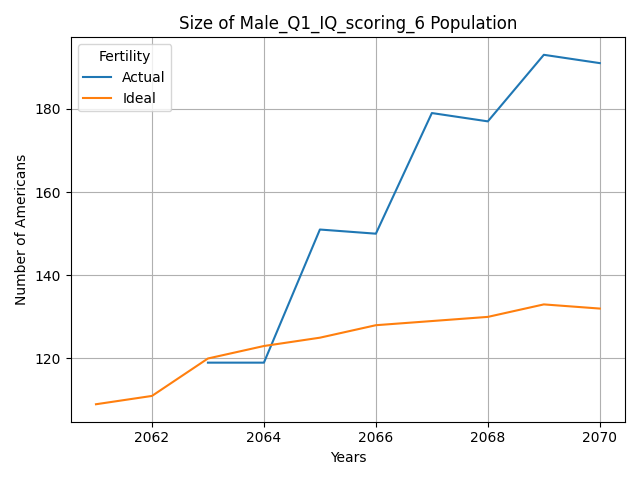 Size of Male_Q1_IQ_scoring_6 Population
Fertility
Actual
Ideal
Number of Americans
180
160
140
120
2062 2064 2066 2068 2070
Years